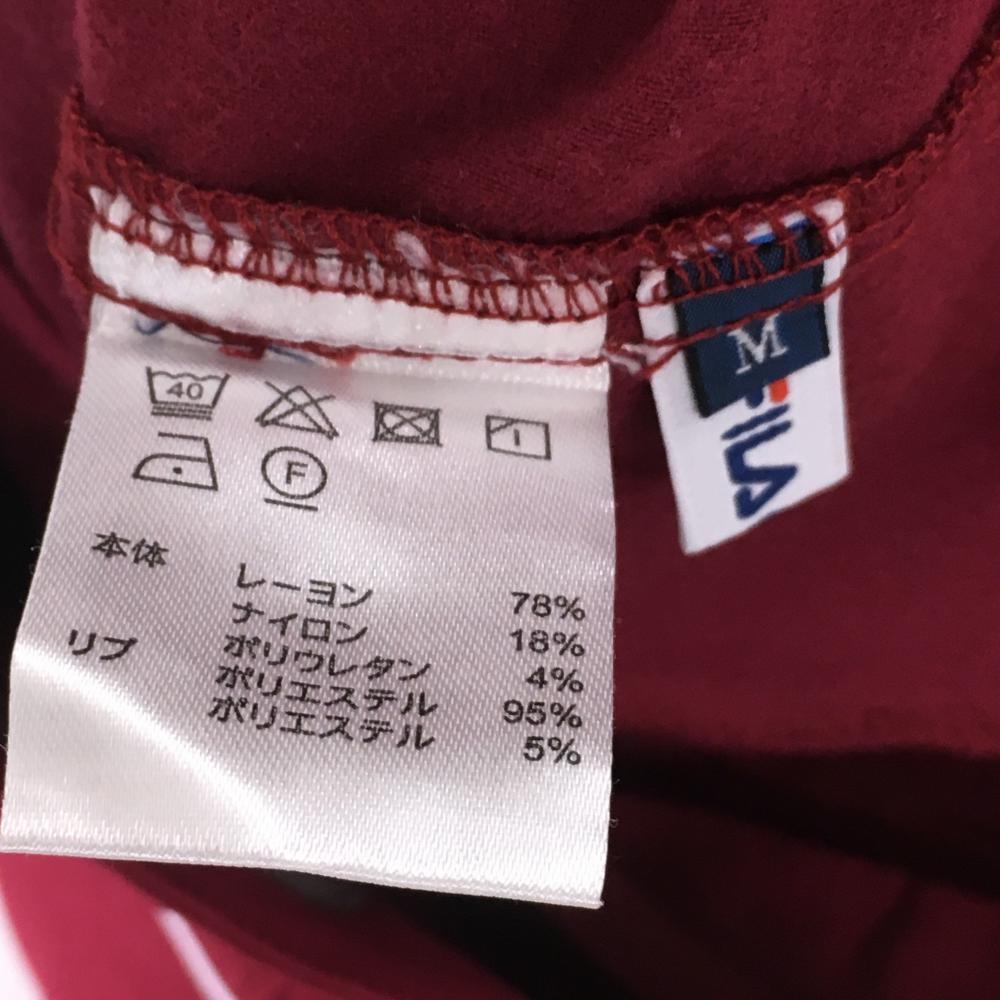 M
FILA
40
F
本体
レーヨン 78%
ナイロン 18%
ポリウレタン 4%
リブ
ポリエステル 95%
ポリエステル 5%